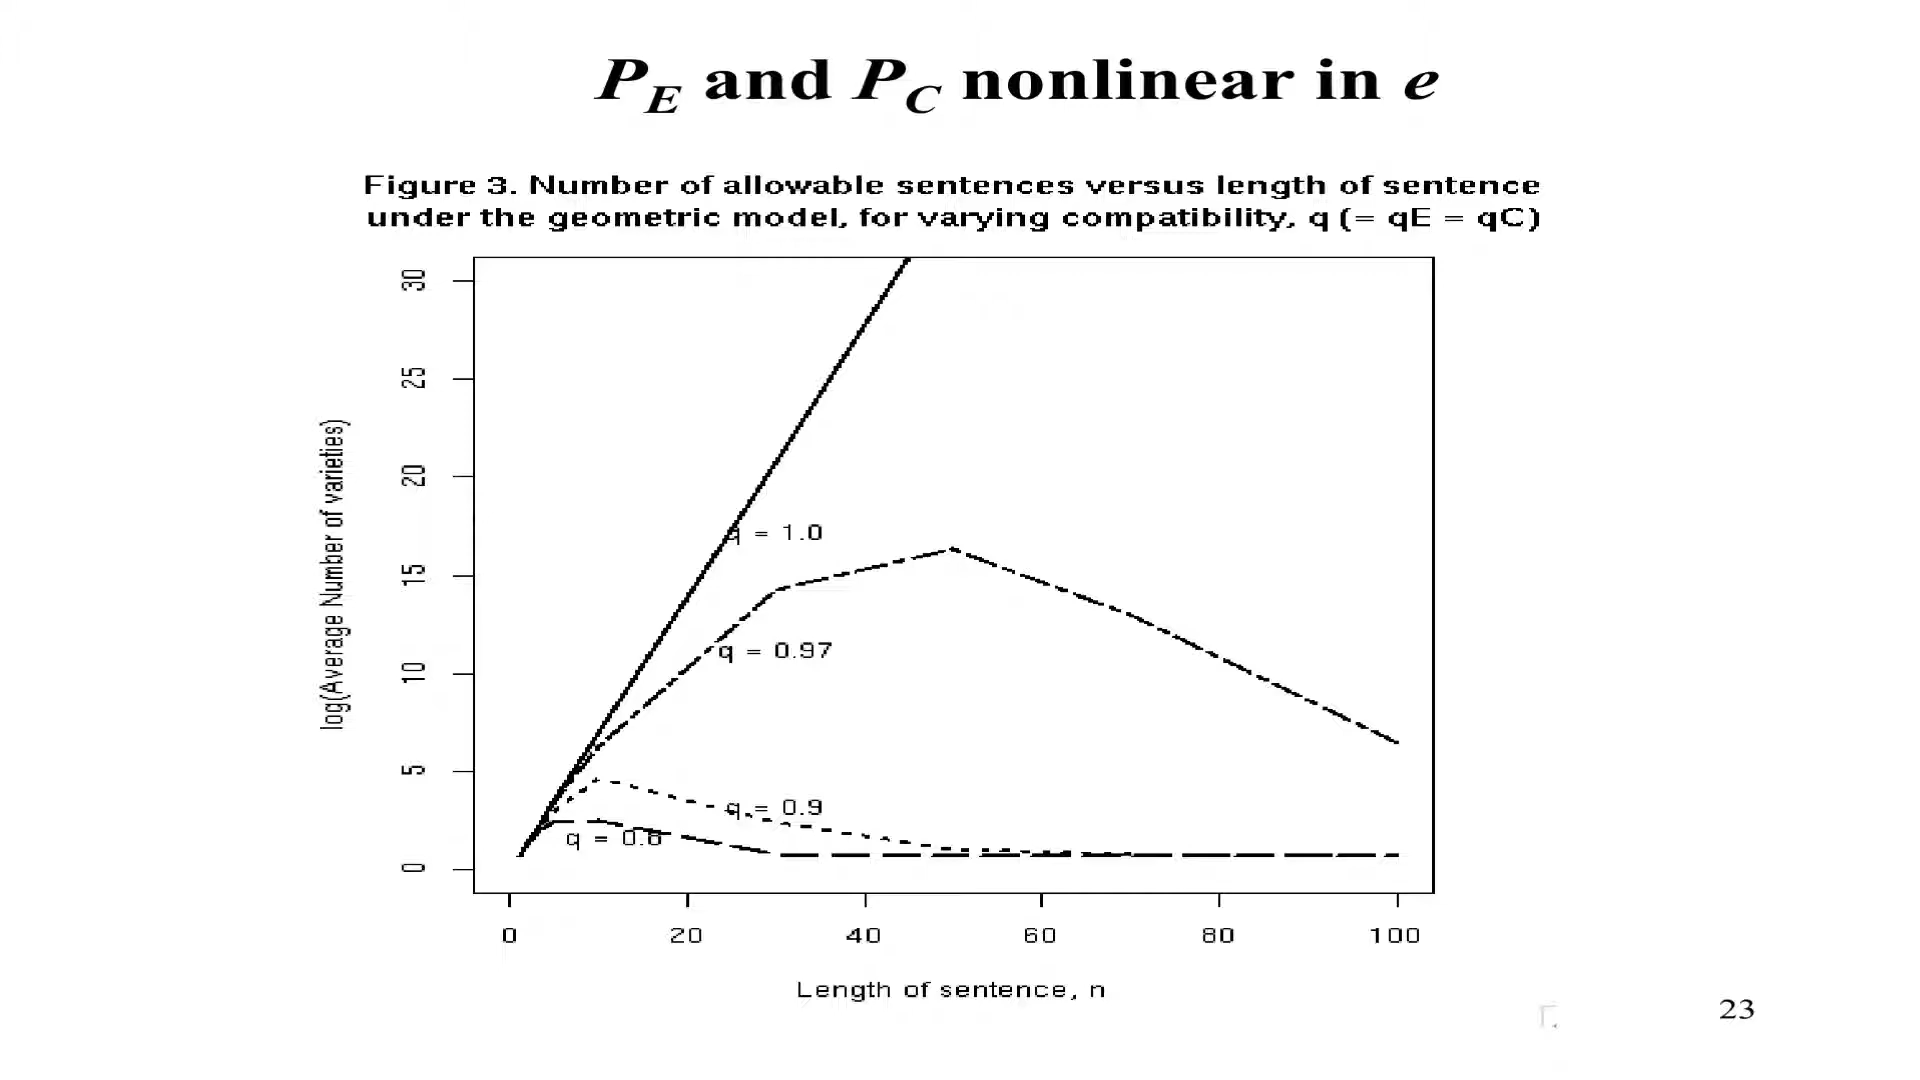 P_E and P_C nonlinear in e
Figure 3. Number of allowable sentences versus length of sentence
under the geometric model, for varying compatibility, q (= qE = qC)
log(Average Number of varieties)
30
25
20
15
10
5
0
q = 1.0
q = 0.97
q = 0.9
q = 0.8
0 20 40 60 80 100
Length of sentence, n
23